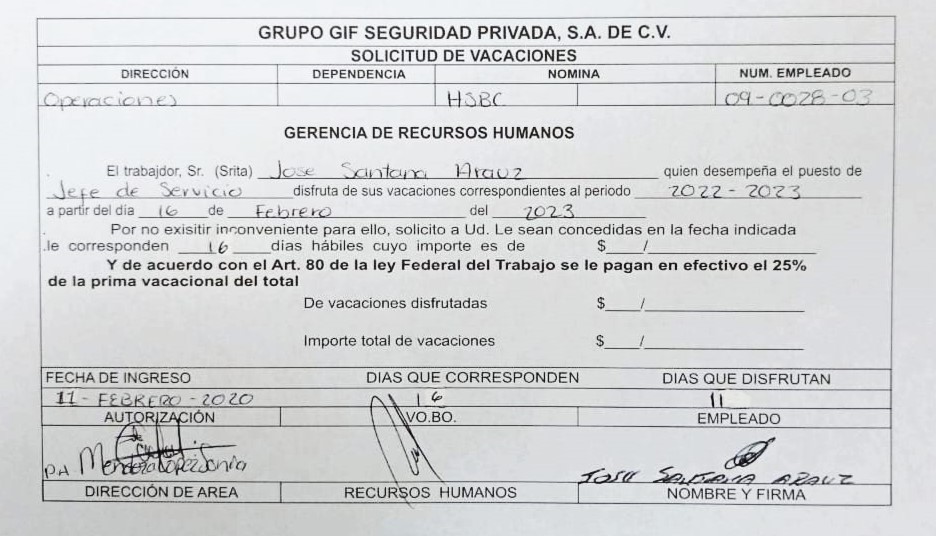 GRUPO GIF SEGURIDAD PRIVADA, S.A. DE C.V.
SOLICITUD DE VACACIONES
DIRECCIÓN DEPENDENCIA NOMINA NUM. EMPLEADO
Operaciones HSBC 09-0028-03
GERENCIA DE RECURSOS HUMANOS
El trabajdor, Sr. (Srita) Jose Santana Arauz quien desempeña el puesto de
Jefe de Servicio disfruta de sus vacaciones correspondientes al periodo 2022-2023
a partir del día 16 de Febrero del 2023
Por no exisitir inconveniente para ello, solicito a Ud. Le sean concedidas en la fecha indicada
.le corresponden 16 días hábiles cuyo importe es de $ /
Y de acuerdo con el Art. 80 de la ley Federal del Trabajo se le pagan en efectivo el 25%
de la prima vacacional del total
De vacaciones disfrutadas $ /
Importe total de vacaciones $ /
FECHA DE INGRESO DIAS QUE CORRESPONDEN DIAS QUE DISFRUTAN
11-FEBRERO-2020 16 11
AUTORIZACIÓN VO.BO. EMPLEADO
P.A Mendoza Lopez JOSE SANTANA ARAUZ
DIRECCIÓN DE AREA RECURSOS HUMANOS NOMBRE Y FIRMA